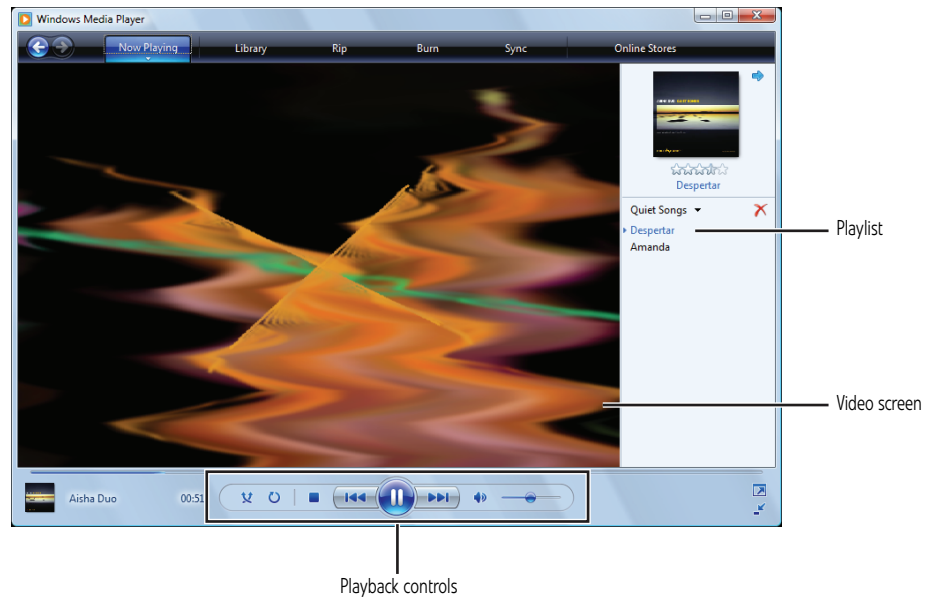 Windows Media Player
Now Playing
Library
Rip
Burn
Sync
Online Stores
Despertar
Quiet Songs
Despertar
Amanda
Playlist
Video screen
Aisha Duo
00:51
Playback controls